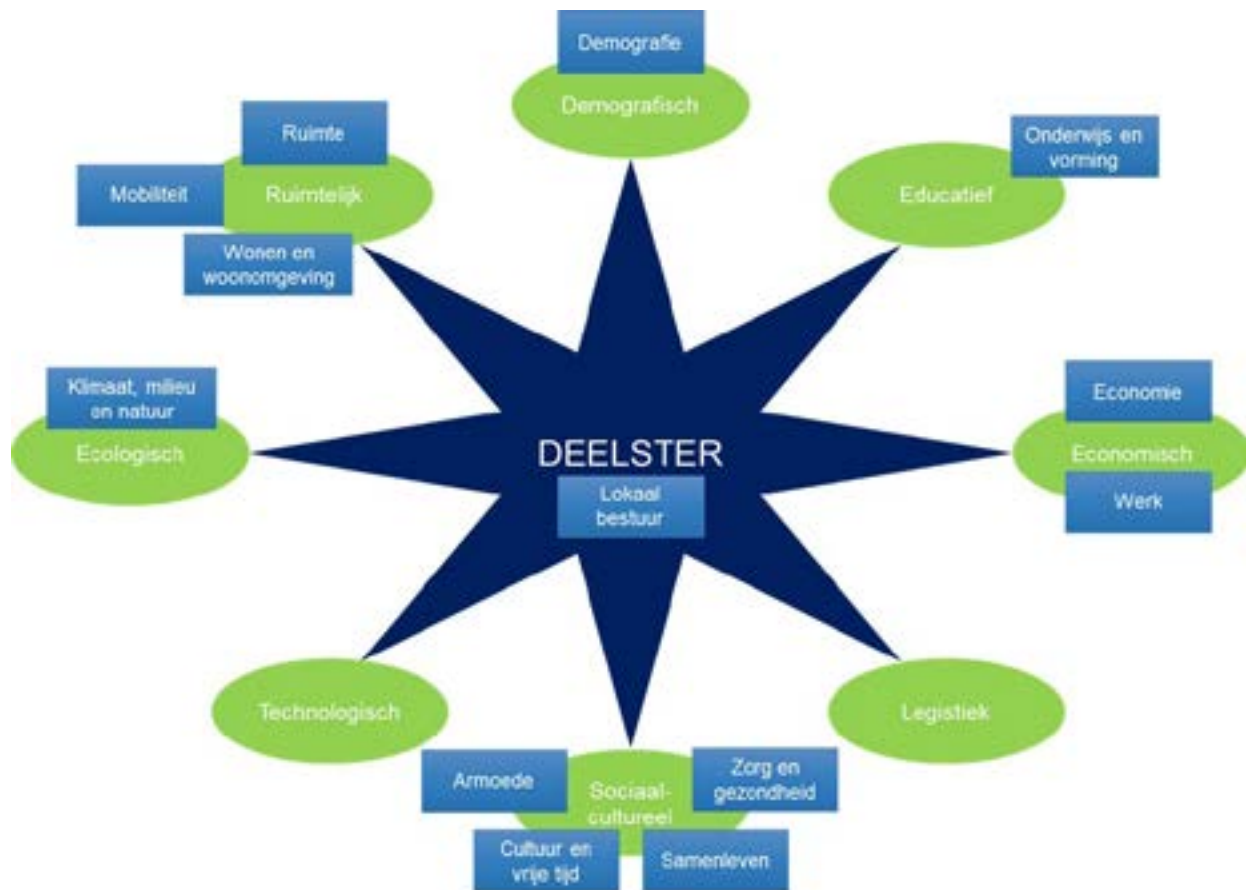 Demografie
Demografisch
Ruimte
Mobiliteit
Ruimtelijk
Wonen en
woonomgeving
Onderwijs en
vorming
Educatief
Klimaat, milieu
en natuur
Ecologisch
Economie
Economisch
Werk
DEELSTER
Lokaal
bestuur
Technologisch
Legistiek
Armoede
Sociaal-
cultureel
Zorg en
gezondheid
Cultuur en
vrije tijd
Samenleven